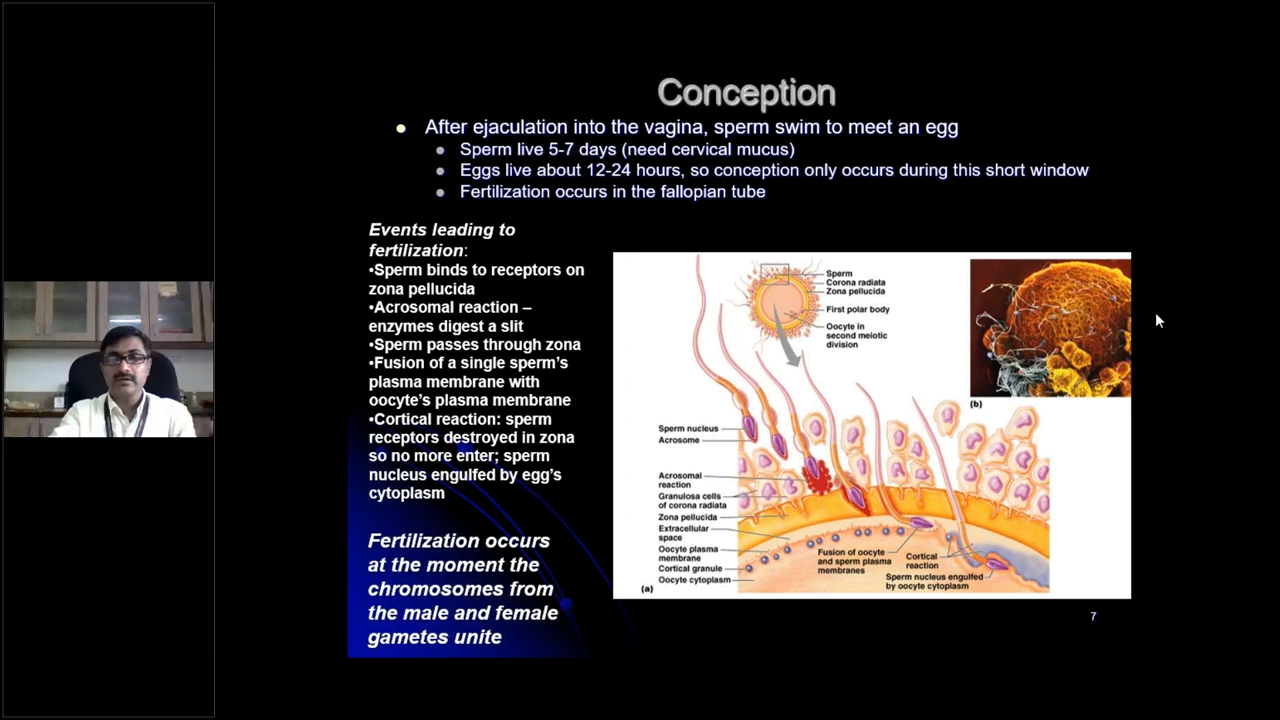 Conception
• After ejaculation into the vagina, sperm swim to meet an egg
• Sperm live 5-7 days (need cervical mucus)
• Eggs live about 12-24 hours, so conception only occurs during this short window
• Fertilization occurs in the fallopian tube
Events leading to
fertilization:
•Sperm binds to receptors on
zona pellucida
•Acrosomal reaction –
enzymes digest a slit
•Sperm passes through zona
•Fusion of a single sperm's
plasma membrane with
oocyte's plasma membrane
•Cortical reaction: sperm
receptors destroyed in zona
so no more enter; sperm
nucleus engulfed by egg's
cytoplasm
Fertilization occurs
at the moment the
chromosomes from
the male and female
gametes unite
Sperm
Corona radiata
Zona pellucida
First polar body
Oocyte in
second meiotic
division
(b)
Sperm nucleus
Acrosome
Acrosomal
reaction
Granulosa cells
of corona radiata
Zona pellucida
Extracellular
space
Oocyte plasma
membrane
Cortical granule
Oocyte cytoplasm
Fusion of oocyte
and sperm plasma
membranes
Cortical
reaction
Sperm nucleus engulfed
by oocyte cytoplasm
(a)
7